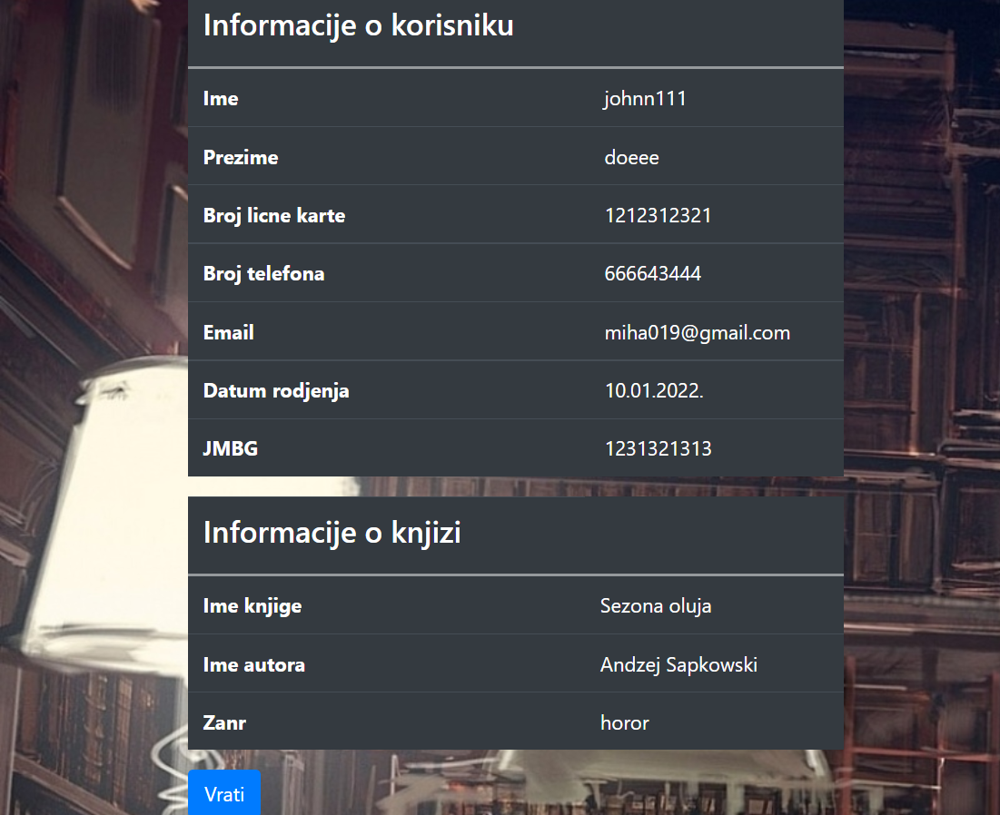 Informacije o korisniku
Ime johnn111
Prezime doeee
Broj licne karte 1212312321
Broj telefona 666643444
Email miha019@gmail.com
Datum rodjenja 10.01.2022.
JMBG 1231321313
Informacije o knjizi
Ime knjige Sezona oluja
Ime autora Andzej Sapkowski
Zanr horor
Vrati